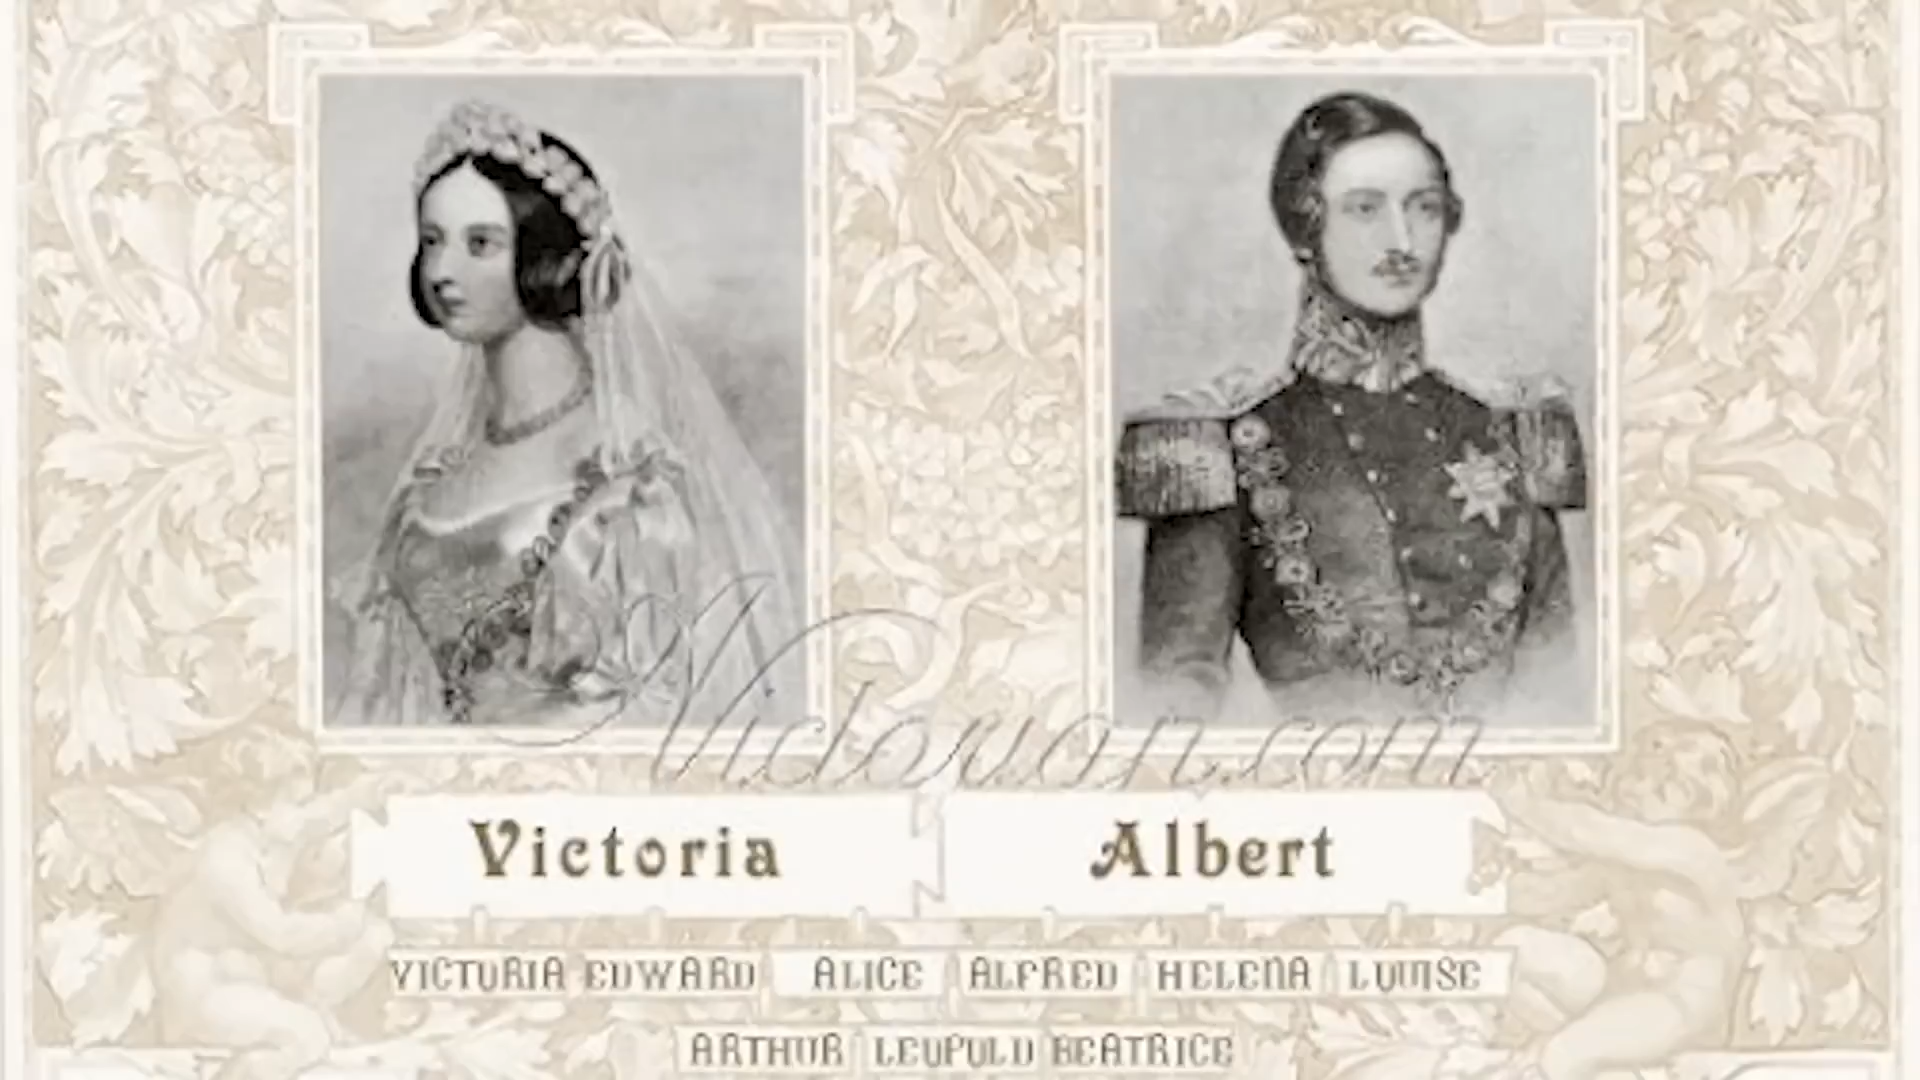 Victoria Albert
VICTORIA EDWARD ALICE ALFRED HELENA LOUISE
ARTHUR LEOPOLD BEATRICE